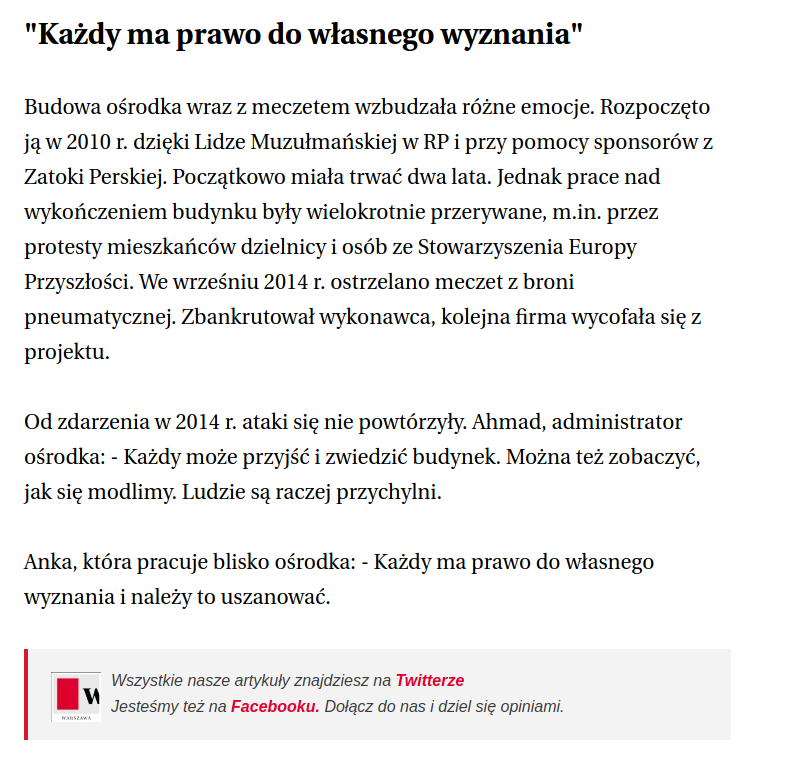 "Każdy ma prawo do własnego wyznania"
Budowa ośrodka wraz z meczetem wzbudzała różne emocje. Rozpoczęto
ją w 2010 r. dzięki Lidze Muzułmańskiej w RP i przy pomocy sponsorów z
Zatoki Perskiej. Początkowo miała trwać dwa lata. Jednak prace nad
wykończeniem budynku były wielokrotnie przerywane, m.in. przez
protesty mieszkańców dzielnicy i osób ze Stowarzyszenia Europy
Przyszłości. We wrześniu 2014 r. ostrzelano meczet z broni
pneumatycznej. Zbankrutował wykonawca, kolejna firma wycofała się z
projektu.
Od zdarzenia w 2014 r. ataki się nie powtórzyły. Ahmad, administrator
ośrodka: - Każdy może przyjść i zwiedzić budynek. Można też zobaczyć,
jak się modlimy. Ludzie są raczej przychylni.
Anka, która pracuje blisko ośrodka: - Każdy ma prawo do własnego
wyznania i należy to uszanować.
W
WARSZAWA
Wszystkie nasze artykuły znajdziesz na Twitterze
Jesteśmy też na Facebooku. Dołącz do nas i dziel się opiniami.